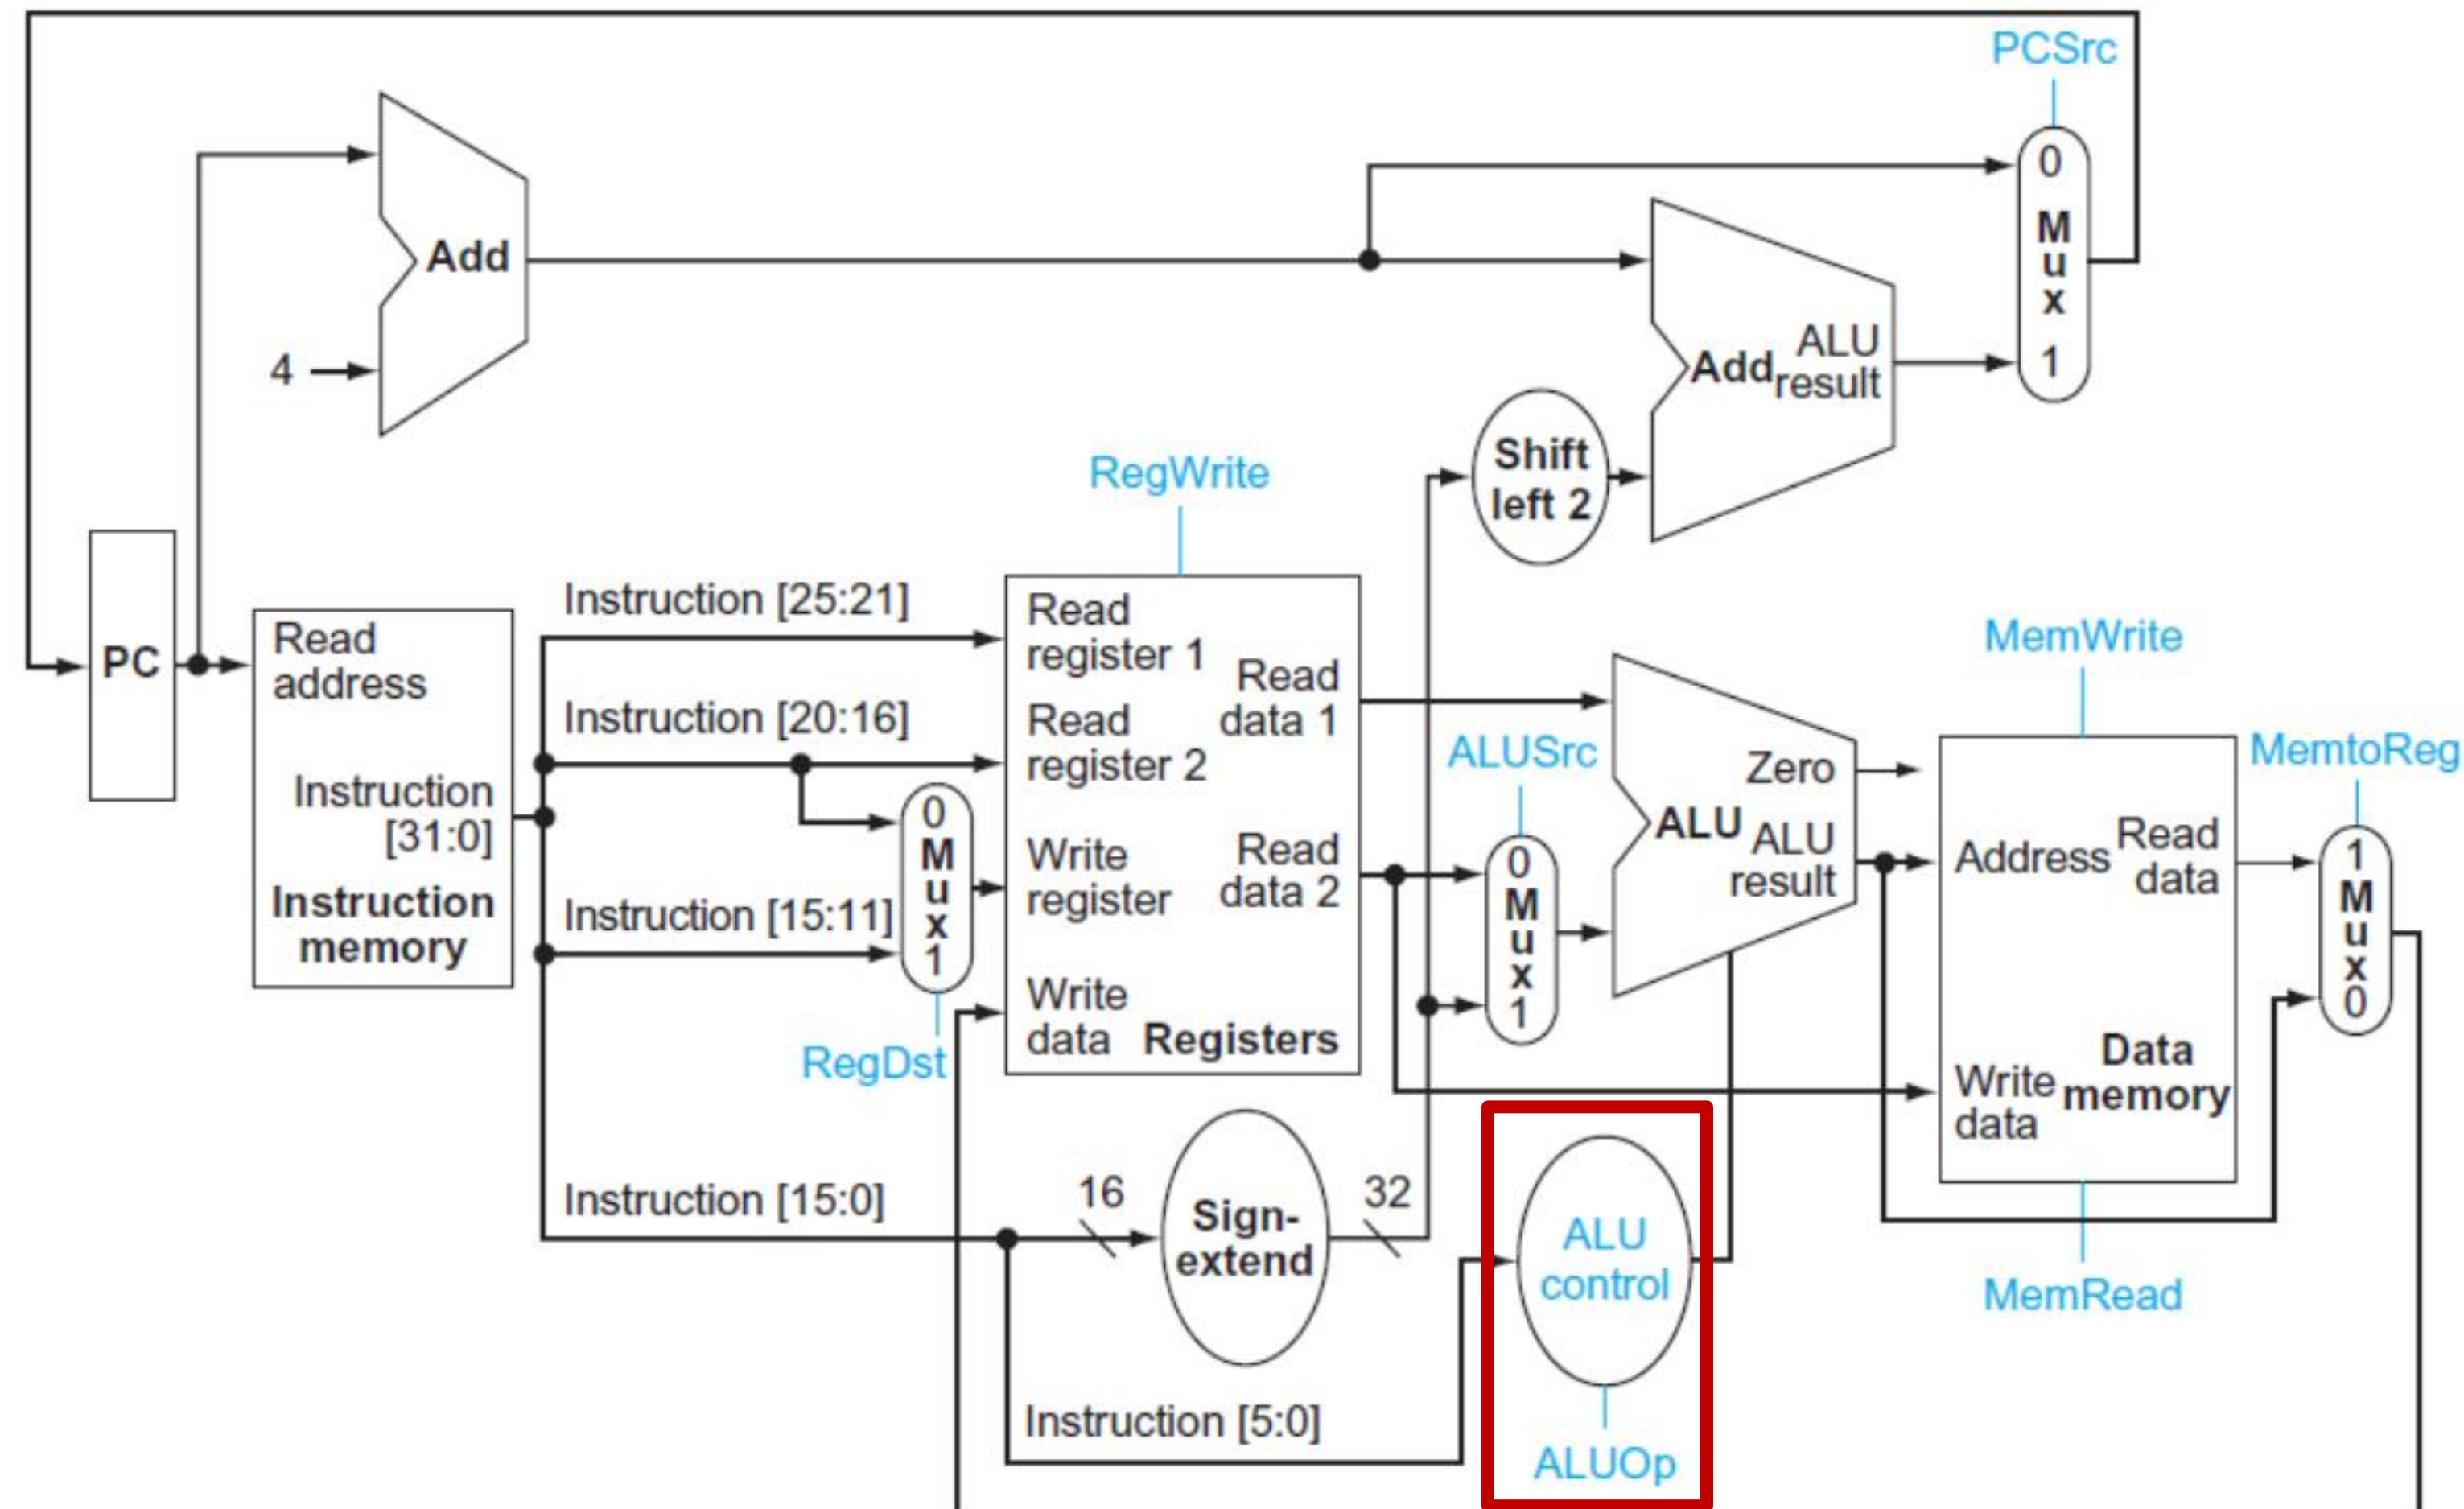 PCSrc
0
M
u
x
1
Add
4
Add
ALU
result
Shift
left 2
RegWrite
PC
Read
address
Instruction
[31:0]
Instruction
memory
Instruction [25:21]
Instruction [20:16]
Instruction [15:11]
0
M
u
x
1
RegDst
Read
register 1
Read
data 1
Read
register 2
Write
register
Read
data 2
Write
data
Registers
ALUSrc
0
M
u
x
1
Zero
ALU
ALU
result
MemWrite
Address
Read
data
Write
data
Data
memory
MemRead
MemtoReg
1
M
u
x
0
Instruction [15:0]
16
Sign-
extend
32
Instruction [5:0]
ALU
control
ALUOp